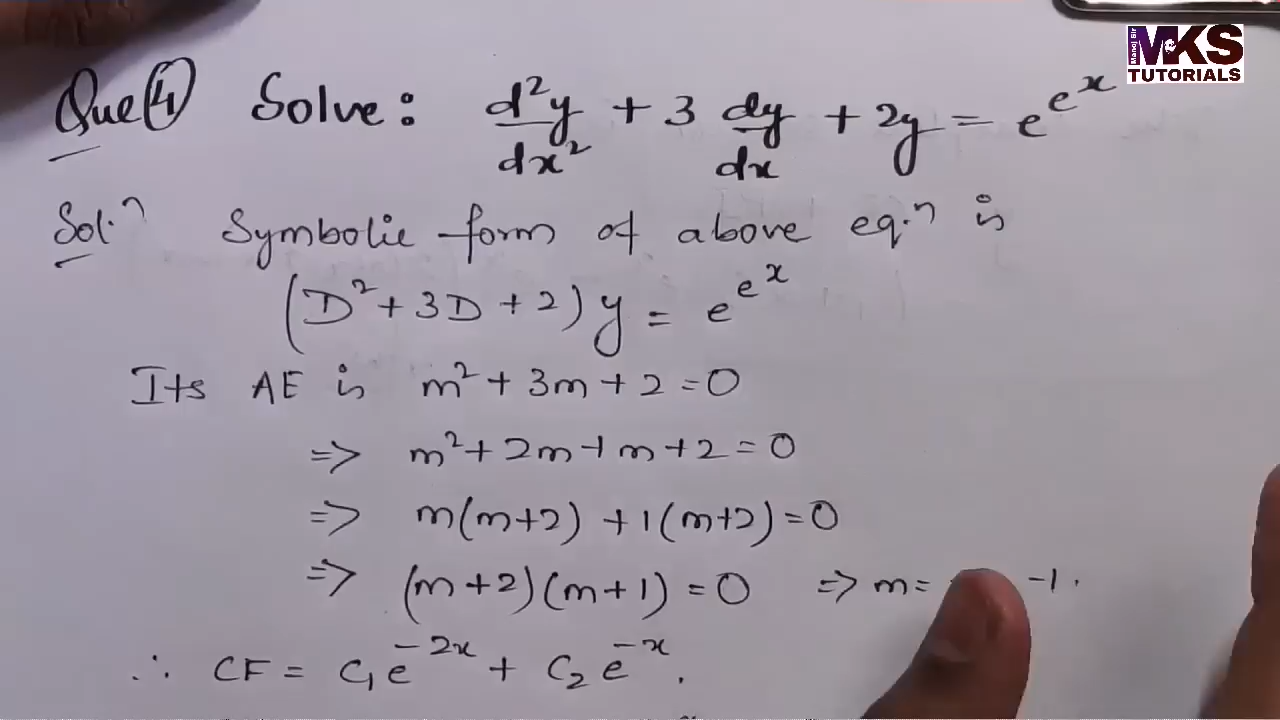 Manoj Sir
MKS
TUTORIALS
Que(4) Solve: d²y/dx² + 3 dy/dx + 2y = e^e^x
Sol.ⁿ Symbolic form of above eq.ⁿ is
(D² + 3D + 2) y = e^e^x
Its AE is m² + 3m + 2 = 0
=> m² + 2m + m + 2 = 0
=> m(m+2) + 1(m+2) = 0
=> (m+2)(m+1) = 0 => m = -1.
∴ CF = C₁e^-2x + C₂e^-x.